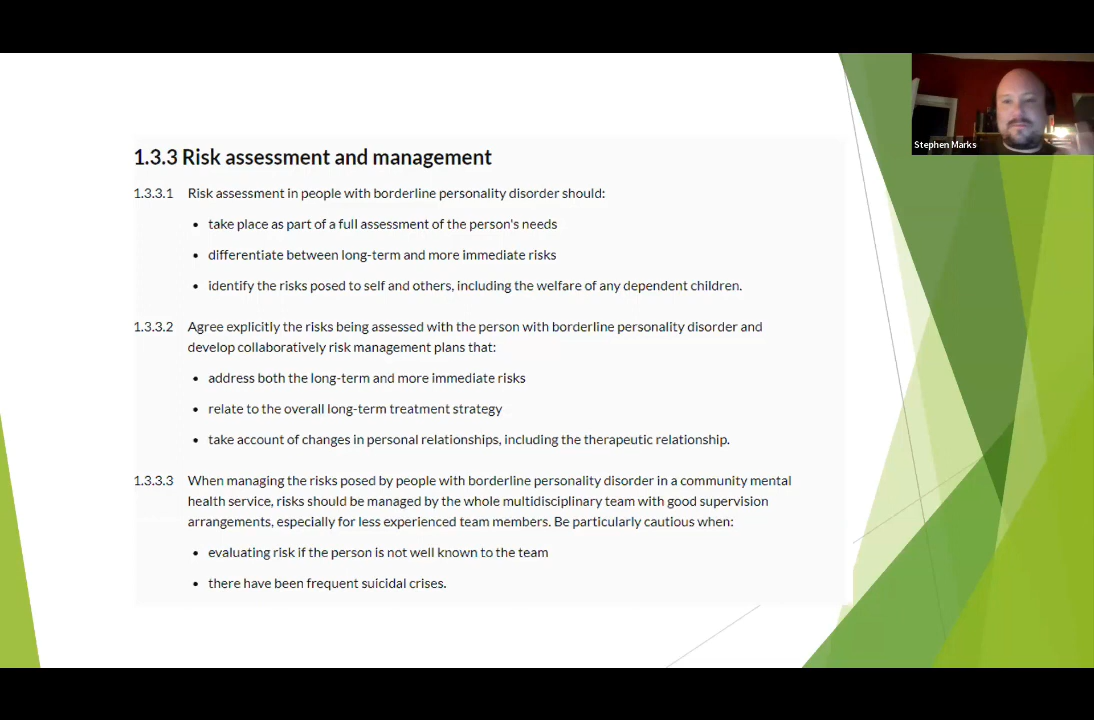 Stephen Marks
1.3.3 Risk assessment and management
1.3.3.1 Risk assessment in people with borderline personality disorder should:
• take place as part of a full assessment of the person's needs
• differentiate between long-term and more immediate risks
• identify the risks posed to self and others, including the welfare of any dependent children.
1.3.3.2 Agree explicitly the risks being assessed with the person with borderline personality disorder and
develop collaboratively risk management plans that:
• address both the long-term and more immediate risks
• relate to the overall long-term treatment strategy
• take account of changes in personal relationships, including the therapeutic relationship.
1.3.3.3 When managing the risks posed by people with borderline personality disorder in a community mental
health service, risks should be managed by the whole multidisciplinary team with good supervision
arrangements, especially for less experienced team members. Be particularly cautious when:
• evaluating risk if the person is not well known to the team
• there have been frequent suicidal crises.